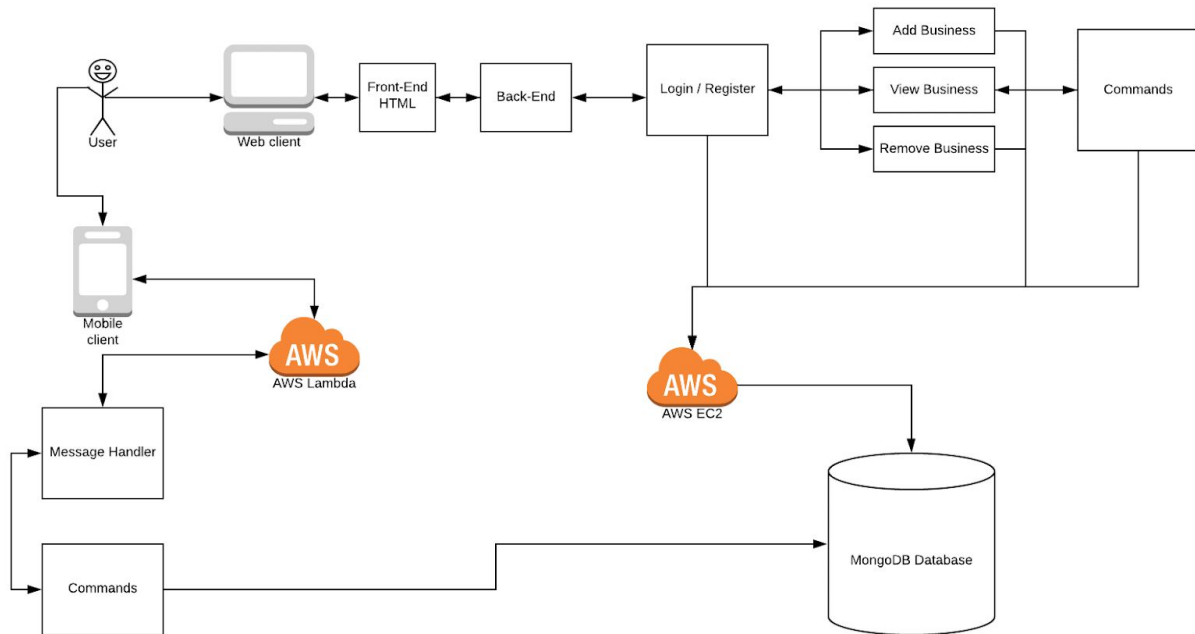 Add Business
Front-End
HTML
Back-End
Login / Register
View Business
Commands
User
Web client
Remove Business
Mobile
client
AWS
AWS Lambda
AWS
AWS EC2
Message Handler
MongoDB Database
Commands